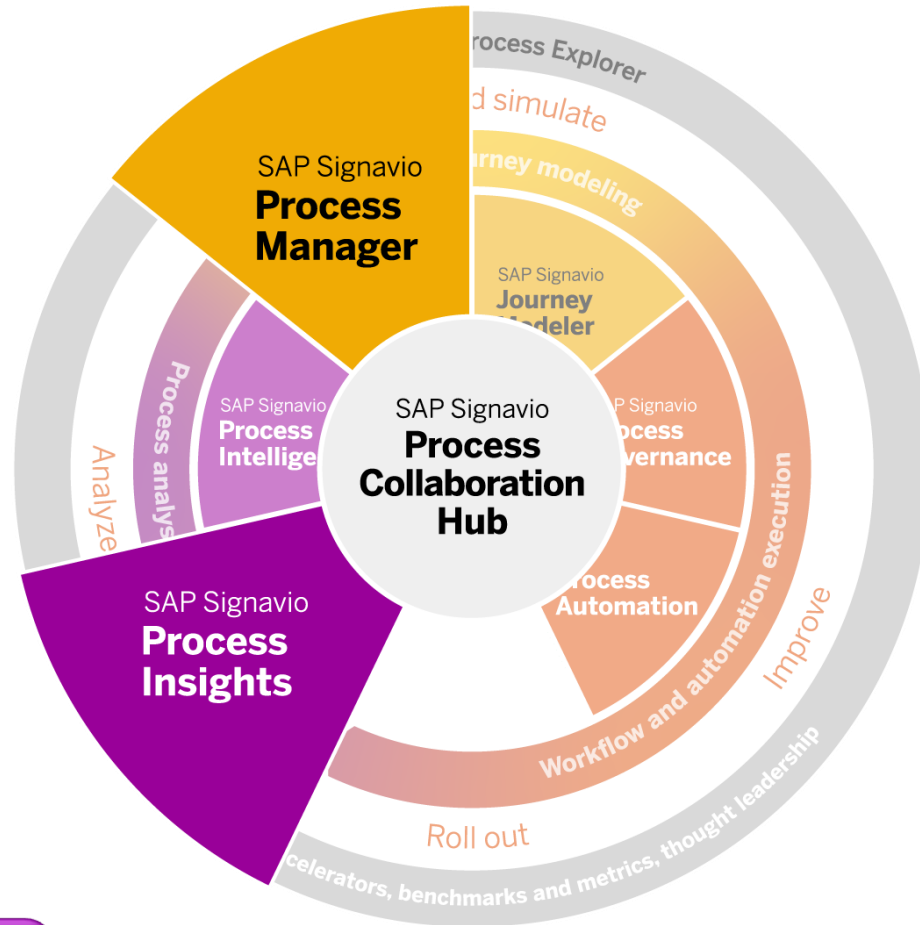 rocess Explorer
d simulate
urney modeling
SAP Signavio
Process
Manager
SAP Signavio
Journey
deler
Process analys
SAP Signavio
Process
Intellige
Analyze
SAP Signavio
Process
Collaboration
Hub
P Signavio
ocess
vernance
rocess
Automation
SAP Signavio
Process
Insights
Workflow and automation execution
Improve
Roll out
celerators, benchmarks and metrics, thought leadership